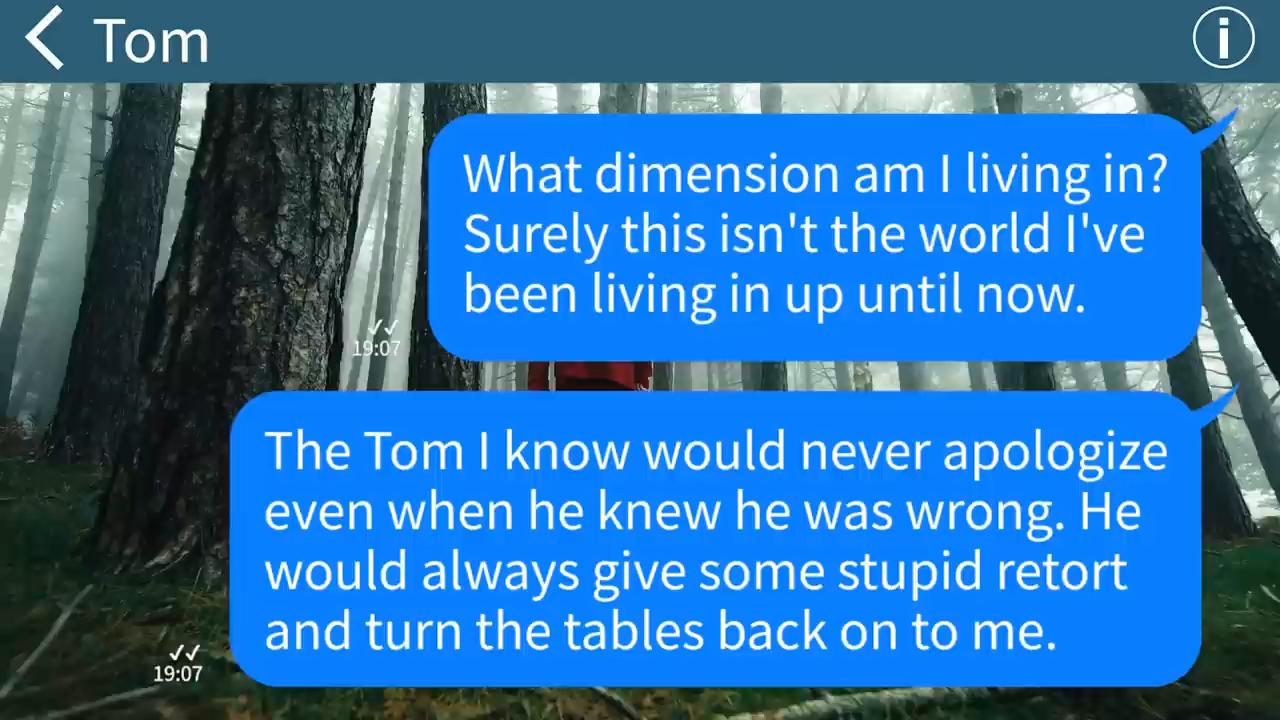 Tom
What dimension am I living in?
Surely this isn't the world I've
been living in up until now.
19:07
The Tom I know would never apologize
even when he knew he was wrong. He
would always give some stupid retort
and turn the tables back on to me.
19:07